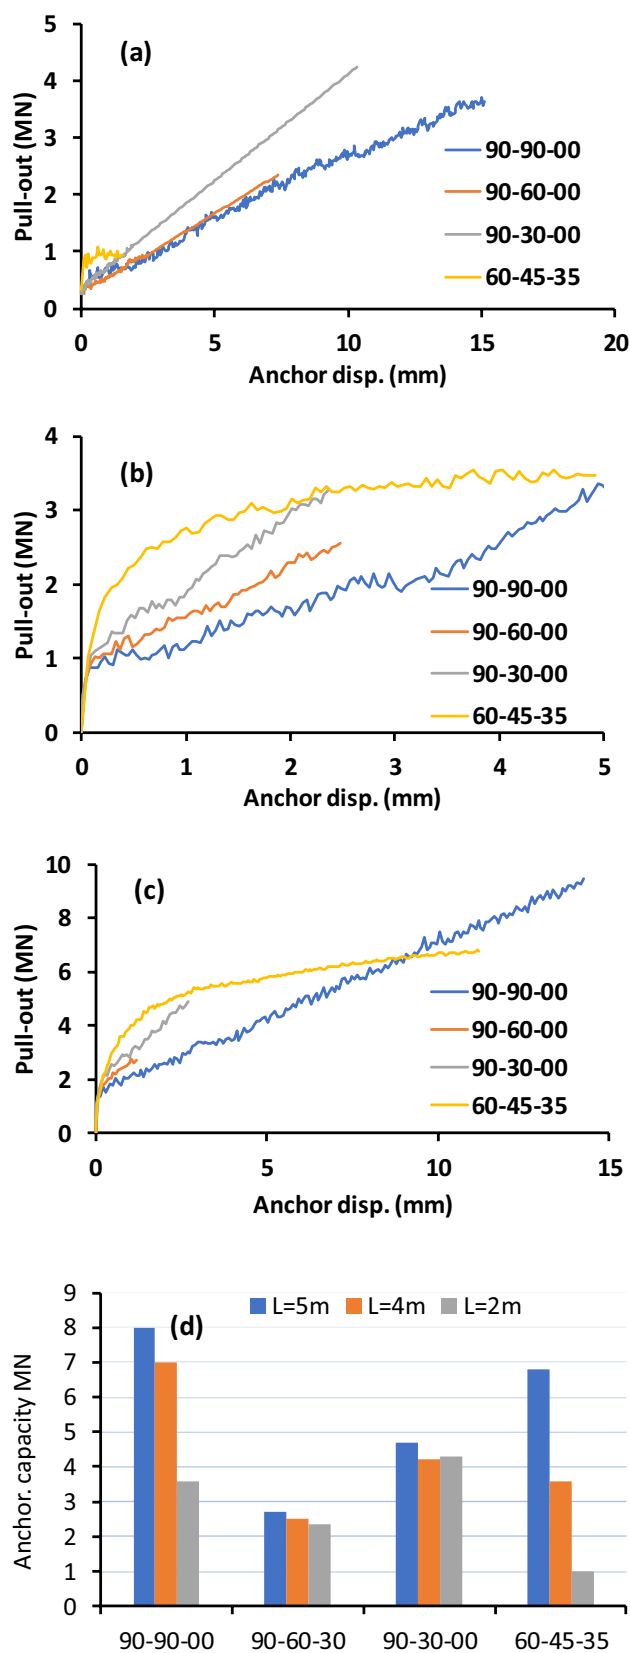 (a)
Pull-out (MN)
5
4
3
2
1
0
90-90-00
90-60-00
90-30-00
60-45-35
0 5 10 15 20
Anchor disp. (mm)
(b)
Pull-out (MN)
4
3
2
1
0
90-90-00
90-60-00
90-30-00
60-45-35
0 1 2 3 4 5
Anchor disp. (mm)
(c)
Pull-out (MN)
10
8
6
4
2
0
90-90-00
90-60-00
90-30-00
60-45-35
0 5 10 15
Anchor disp. (mm)
L=5m L=4m L=2m
(d)
Anchor. capacity MN
9
8
7
6
5
4
3
2
1
0
90-90-00 90-60-30 90-30-00 60-45-35